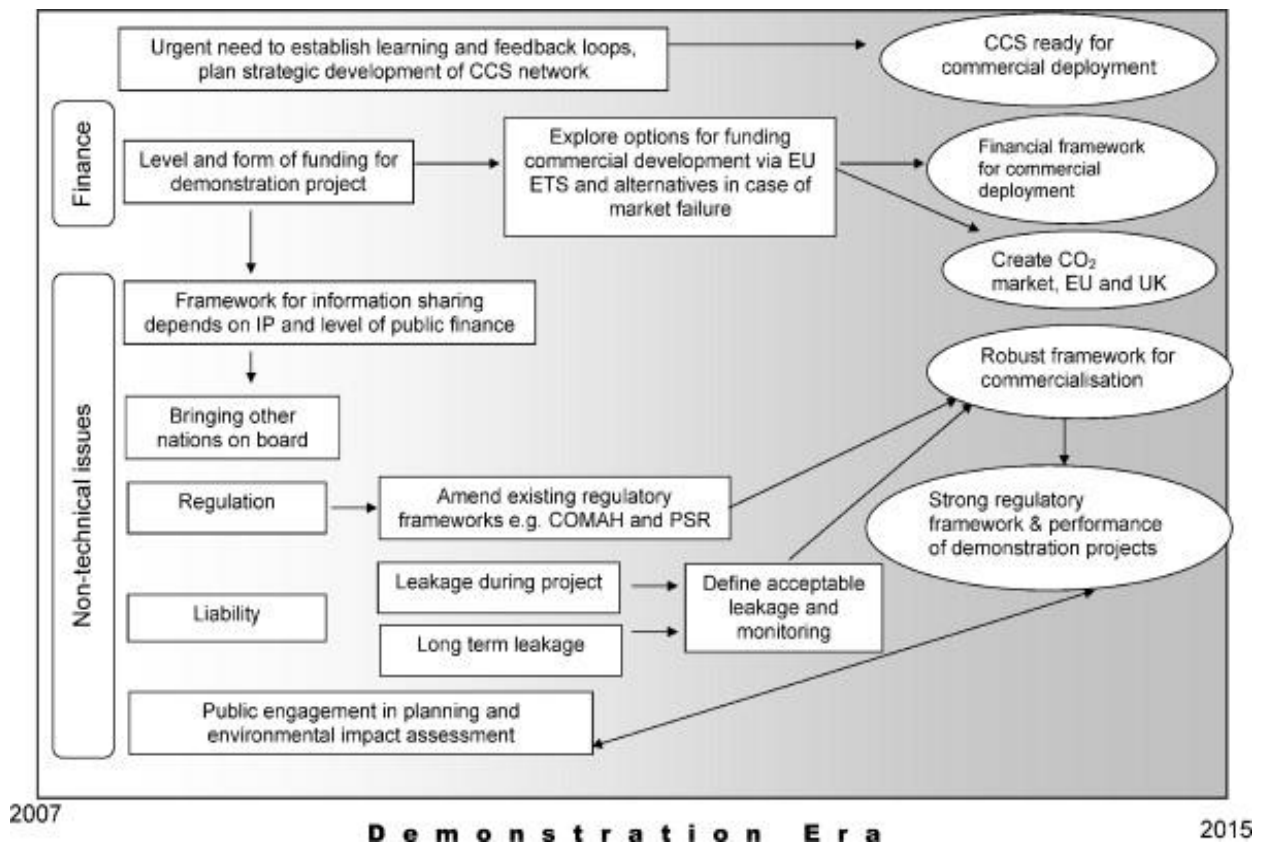 Urgent need to establish learning and feedback loops,
plan strategic development of CCS network
CCS ready for
commercial deployment
Finance
Level and form of funding for
demonstration project
Explore options for funding
commercial development via EU
ETS and alternatives in case of
market failure
Financial framework
for commercial
deployment
Create CO₂
market, EU and UK
Non-technical issues
Framework for information sharing
depends on IP and level of public finance
Robust framework for
commercialisation
Bringing other
nations on board
Regulation
Amend existing regulatory
frameworks e.g. COMAH and PSR
Strong regulatory
framework & performance
of demonstration projects
Liability
Leakage during project
Long term leakage
Define acceptable
leakage and
monitoring
Public engagement in planning and
environmental impact assessment
2007
Demonstration Era
2015